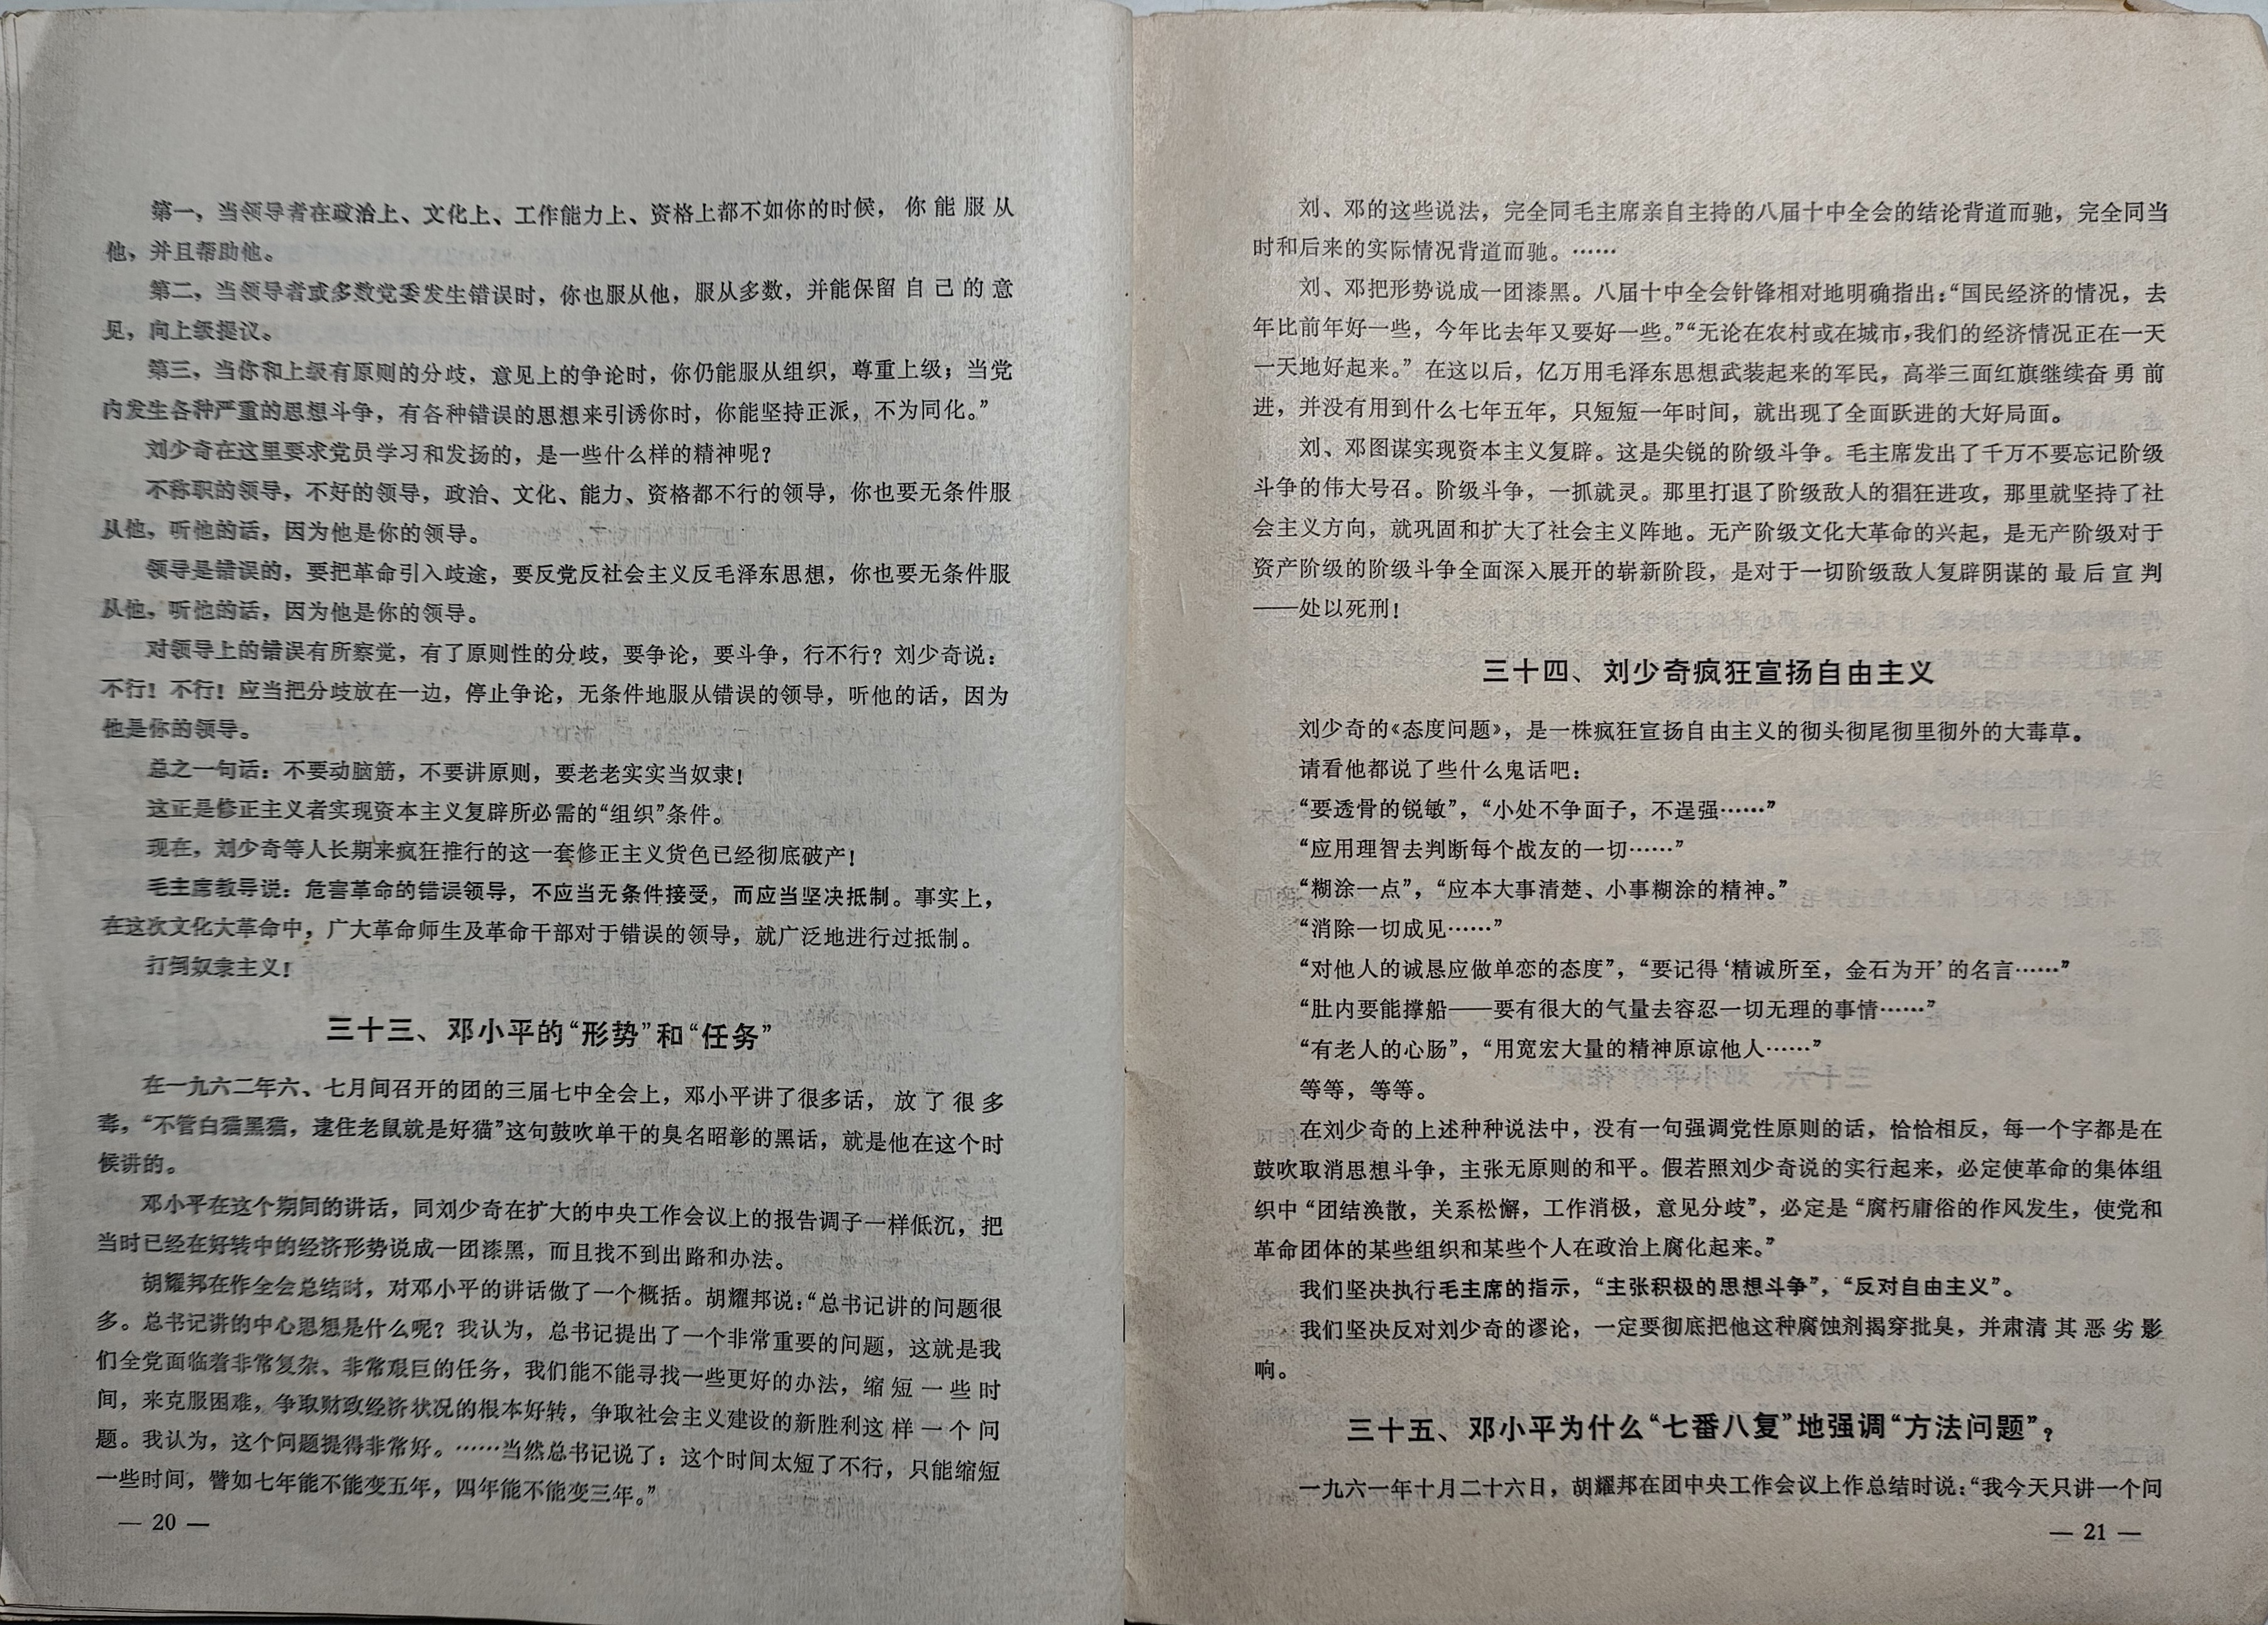 第一，当领导者在政治上、文化上、工作能力上、资格上都不如你的时候，你能服从
他，并且帮助他。
第二，当领导者或多数党委发生错误时，你也服从他，服从多数，并能保留自己的意
见，向上级提议。
第三，当你和上级有原则的分歧，意见上的争论时，你仍能服从组织，尊重上级；当党
内发生各种严重的思想斗争，有各种错误的思想来引诱你时，你能坚持正派，不为同化。”
刘少奇在这里要求党员学习和发扬的，是一些什么样的精神呢？
不称职的领导，不好的领导，政治、文化、能力、资格都不行的领导，你也要无条件服
从他，听他的话，因为他是你的领导。
领导是错误的，要把革命引入歧途，要反党反社会主义反毛泽东思想，你也要无条件服
从他，听他的话，因为他是你的领导。
对领导上的错误有所察觉，有了原则性的分歧，要争论，要斗争，行不行？刘少奇说：
不行！不行！应当把分歧放在一边，停止争论，无条件地服从错误的领导，听他的话，因为
他是你的领导。
总之一句话：不要动脑筋，不要讲原则，要老老实实当奴隶！
这正是修正主义者实现资本主义复辟所必需的“组织”条件。
现在，刘少奇等人长期来疯狂推行的这一套修正主义货色已经彻底破产！
毛主席教导说：危害革命的错误领导，不应当无条件接受，而应当坚决抵制。事实上，
在这次文化大革命中，广大革命师生及革命干部对于错误的领导，就广泛地进行过抵制。
打倒奴隶主义！
三十三、邓小平的“形势”和“任务”
在一九六二年六、七月间召开的团的三届七中全会上，邓小平讲了很多话，放了很多
毒，“不管白猫黑猫，逮住老鼠就是好猫”这句鼓吹单干的臭名昭彰的黑话，就是他在这个时
候讲的。
邓小平在这个期间的讲话，同刘少奇在扩大的中央工作会议上的报告调子一样低沉，把
当时已经在好转中的经济形势说成一团漆黑，而且找不到出路和办法。
胡耀邦在作全会总结时，对邓小平的讲话做了一个概括。胡耀邦说：“总书记讲的问题很
多。总书记讲的中心思想是什么呢？我认为，总书记提出了一个非常重要的问题，这就是我
们全党面临着非常复杂、非常艰巨的任务，我们能不能寻找一些更好的办法，缩短一些时
间，来克服困难，争取财政经济状况的根本好转，争取社会主义建设的新胜利这样一个问
题。我认为，这个问题提得非常好。……当然总书记说了：这个时间太短了不行，只能缩短
一些时间，譬如七年能不能变五年，四年能不能变三年。”
— 20 —
刘、邓的这些说法，完全同毛主席亲自主持的八届十中全会的结论背道而驰，完全同当
时和后来的实际情况背道而驰。……
刘、邓把形势说成一团漆黑。八届十中全会针锋相对地明确指出：“国民经济的情况，去
年比前年好一些，今年比去年又要好一些。”“无论在农村或在城市，我们的经济情况正在一天
一天地好起来。”在这以后，亿万用毛泽东思想武装起来的军民，高举三面红旗继续奋勇前
进，并没有用到什么七年五年，只短短一年时间，就出现了全面跃进的大好局面。
刘、邓图谋实现资本主义复辟。这是尖锐的阶级斗争。毛主席发出了千万不要忘记阶级
斗争的伟大号召。阶级斗争，一抓就灵。那里打退了阶级敌人的猖狂进攻，那里就坚持了社
会主义方向，就巩固和扩大了社会主义阵地。无产阶级文化大革命的兴起，是无产阶级对于
资产阶级的阶级斗争全面深入展开的崭新阶段，是对于一切阶级敌人复辟阴谋的最后宣判
——处以死刑！
三十四、刘少奇疯狂宣扬自由主义
刘少奇的《态度问题》，是一株疯狂宣扬自由主义的彻头彻尾彻里彻外的大毒草。
请看他都说了些什么鬼话吧：
“要透骨的锐敏”，“小处不争面子，不逞强……”
“应用理智去判断每个战友的一切……”
“糊涂一点”，“应本大事清楚、小事糊涂的精神。”
“消除一切成见……”
“对他人的诚恳应做单恋的态度”，“要记得‘精诚所至，金石为开’的名言……”
“肚内要能撑船——要有很大的气量去容忍一切无理的事情……”
“有老人的心肠”，“用宽宏大量的精神原谅他人……”
等等，等等。
在刘少奇的上述种种说法中，没有一句强调党性原则的话，恰恰相反，每一个字都是在
鼓吹取消思想斗争，主张无原则的和平。假若照刘少奇说的实行起来，必定使革命的集体组
织中“团结涣散，关系松懈，工作消极，意见分歧”，必定是“腐朽庸俗的作风发生，使党和
革命团体的某些组织和某些个人在政治上腐化起来。”
我们坚决执行毛主席的指示，“主张积极的思想斗争”，“反对自由主义”。
我们坚决反对刘少奇的谬论，一定要彻底把他这种腐蚀剂揭穿批臭，并肃清其恶劣影
响。
三十五、邓小平为什么“七番八复”地强调“方法问题”？
一九六一年十月二十六日，胡耀邦在团中央工作会议上作总结时说：“我今天只讲一个问
— 21 —